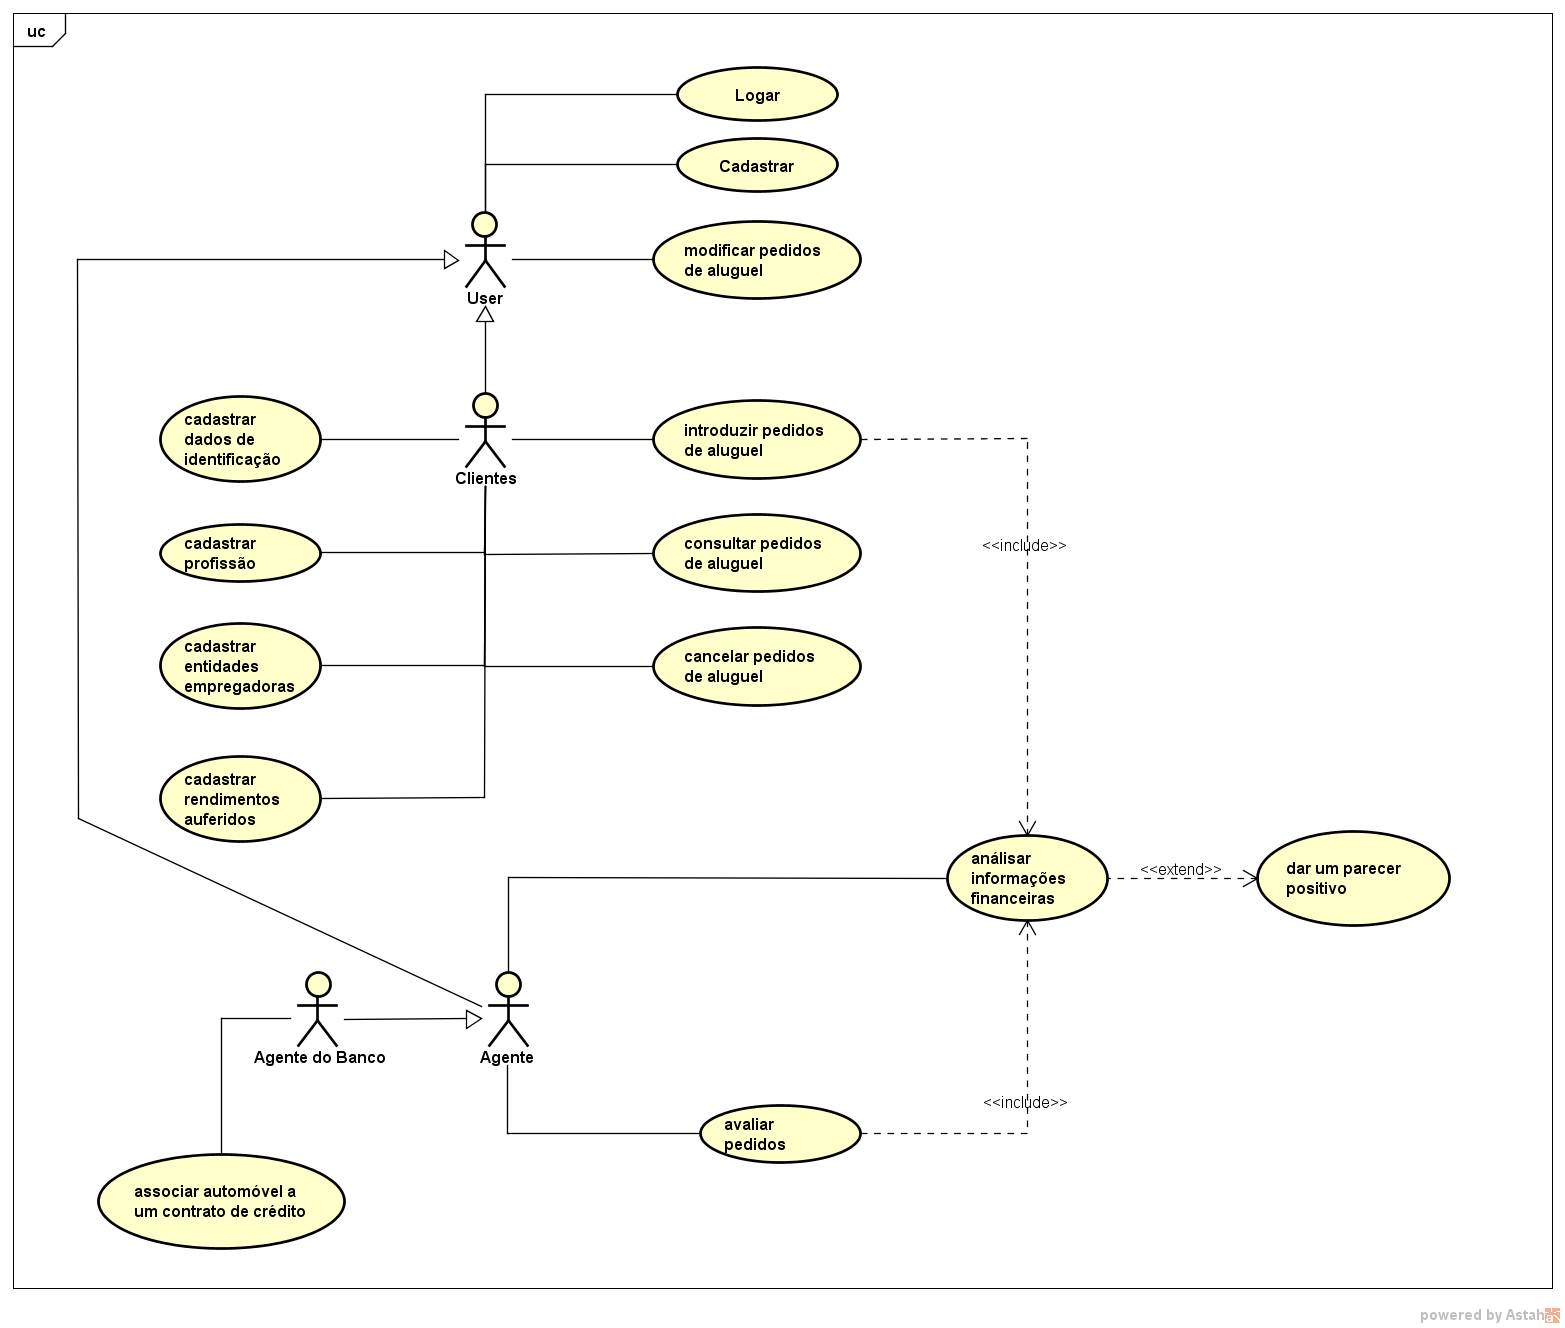 uc
Logar
Cadastrar
modificar pedidos
de aluguel
User
cadastrar
dados de
identificação
Clientes
introduzir pedidos
de aluguel
cadastrar
profissão
consultar pedidos
de aluguel
<<include>>
cadastrar
entidades
empregadoras
cancelar pedidos
de aluguel
cadastrar
rendimentos
auferidos
análisar
informações
financeiras
<<extend>>
dar um parecer
positivo
Agente do Banco
Agente
<<include>>
avaliar
pedidos
associar automóvel a
um contrato de crédito
powered by Astah